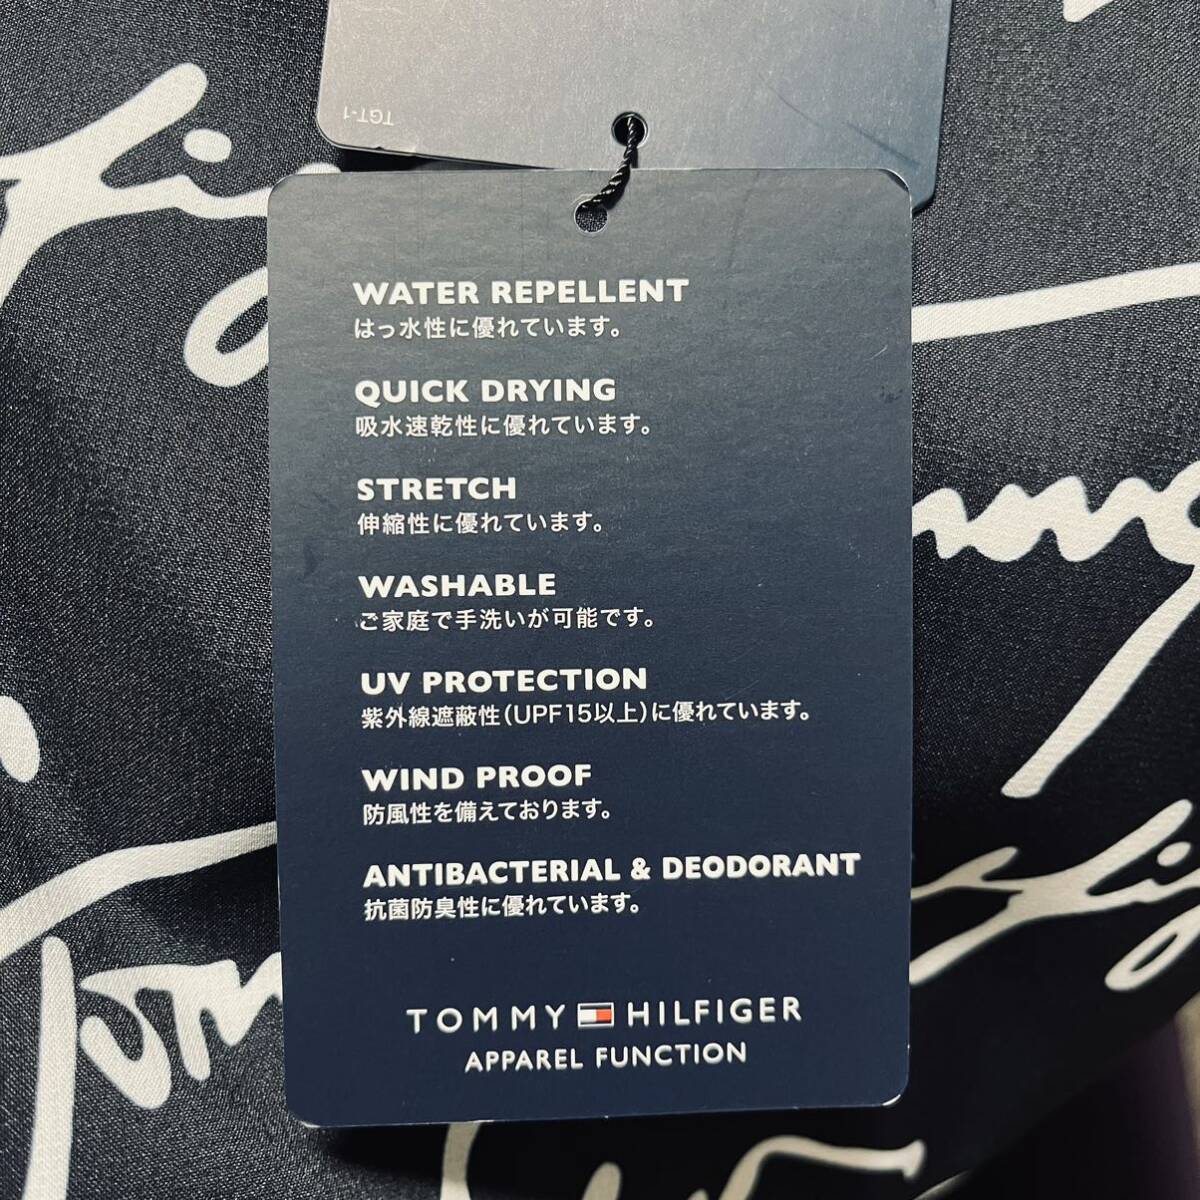 TGT-1
WATER REPELLENT
はっ水性に優れています。
QUICK DRYING
吸水速乾性に優れています。
STRETCH
伸縮性に優れています。
WASHABLE
ご家庭で手洗いが可能です。
UV PROTECTION
紫外線遮蔽性(UPF15以上)に優れています。
WIND PROOF
防風性を備えております。
ANTIBACTERIAL & DEODORANT
抗菌防臭性に優れています。
TOMMY HILFIGER
APPAREL FUNCTION